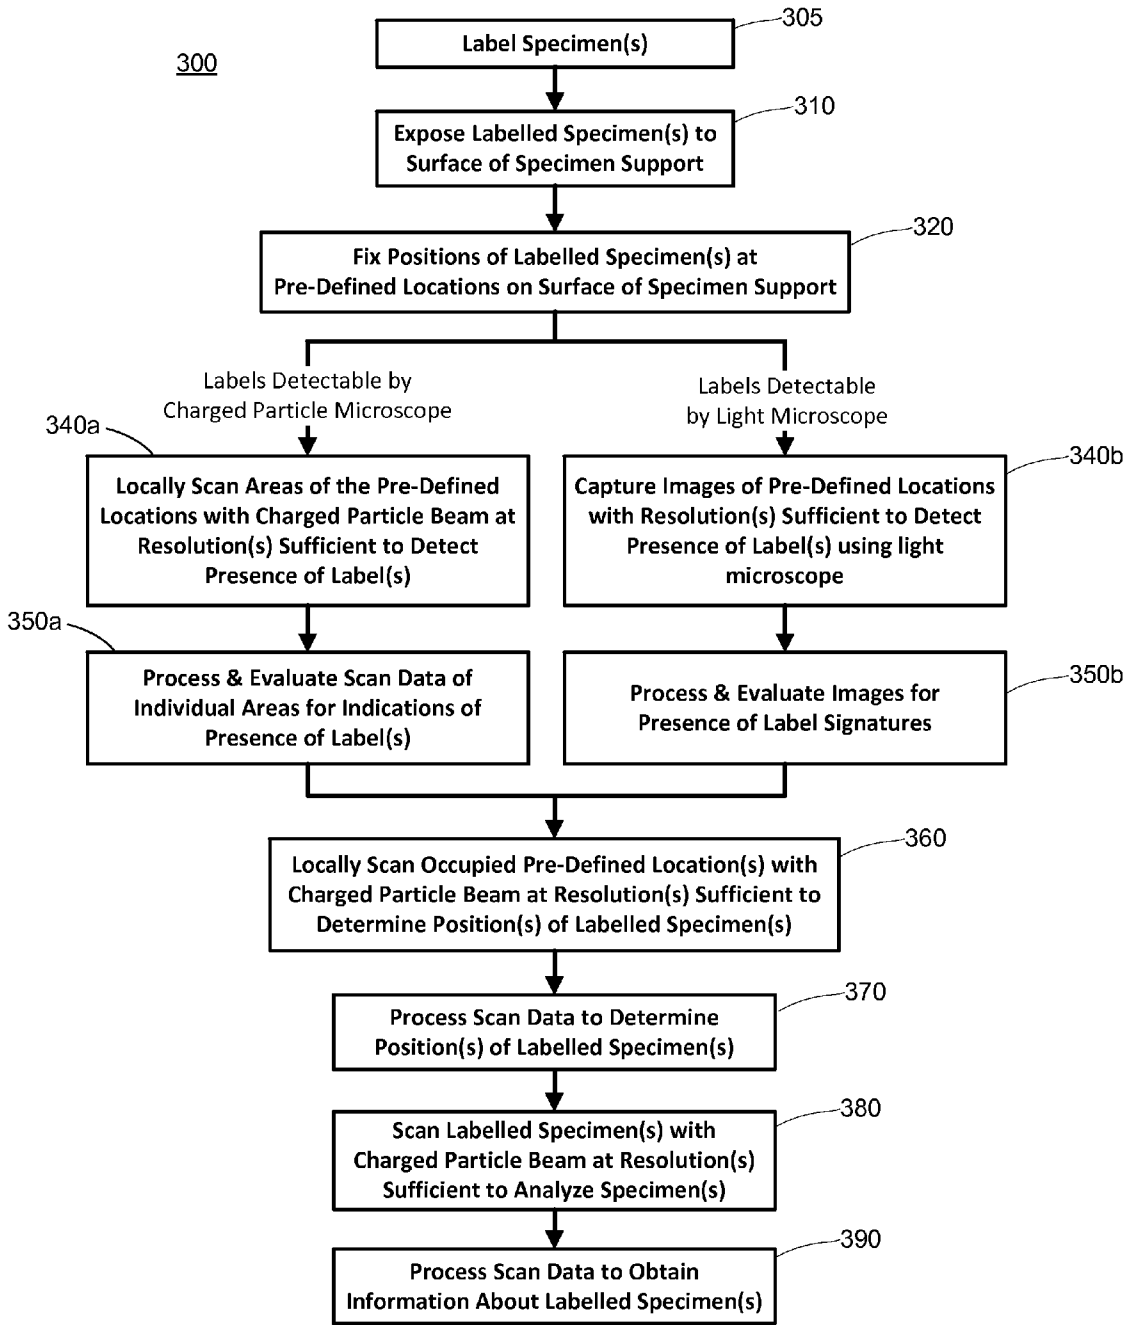 300
305
Label Specimen(s)
310
Expose Labelled Specimen(s) to
Surface of Specimen Support
320
Fix Positions of Labelled Specimen(s) at
Pre-Defined Locations on Surface of Specimen Support
Labels Detectable by
Charged Particle Microscope
Labels Detectable
by Light Microscope
340a
Locally Scan Areas of the Pre-Defined
Locations with Charged Particle Beam at
Resolution(s) Sufficient to Detect
Presence of Label(s)
340b
Capture Images of Pre-Defined Locations
with Resolution(s) Sufficient to Detect
Presence of Label(s) using light
microscope
350a
Process & Evaluate Scan Data of
Individual Areas for Indications of
Presence of Label(s)
350b
Process & Evaluate Images for
Presence of Label Signatures
360
Locally Scan Occupied Pre-Defined Location(s) with
Charged Particle Beam at Resolution(s) Sufficient to
Determine Position(s) of Labelled Specimen(s)
370
Process Scan Data to Determine
Position(s) of Labelled Specimen(s)
380
Scan Labelled Specimen(s) with
Charged Particle Beam at Resolution(s)
Sufficient to Analyze Specimen(s)
390
Process Scan Data to Obtain
Information About Labelled Specimen(s)